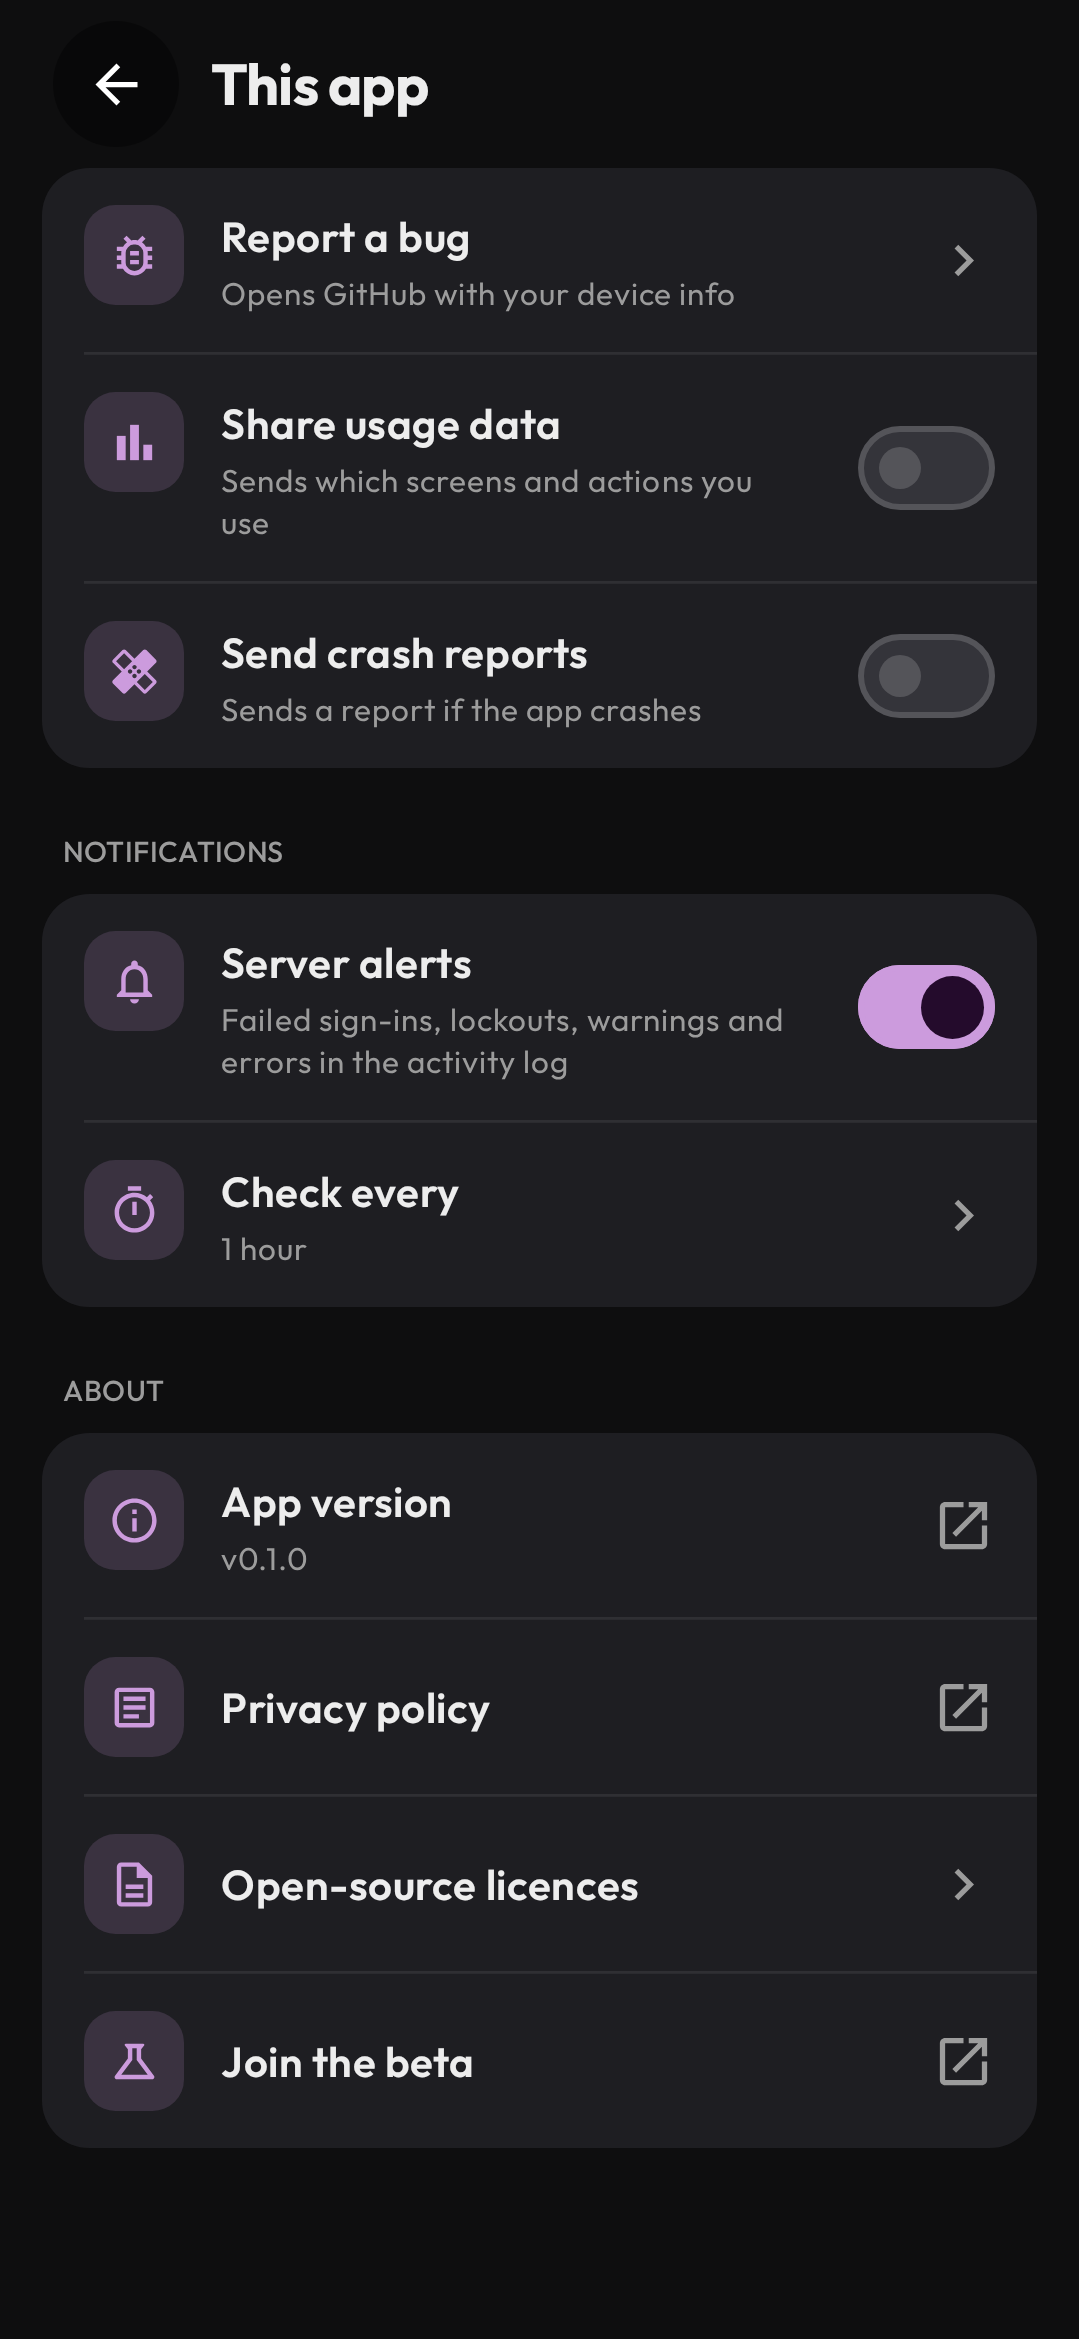 This app
Report a bug
Opens GitHub with your device info
Share usage data
Sends which screens and actions you
use
Send crash reports
Sends a report if the app crashes
NOTIFICATIONS
Server alerts
Failed sign-ins, lockouts, warnings and
errors in the activity log
Check every
1 hour
ABOUT
App version
v0.1.0
Privacy policy
Open-source licences
Join the beta